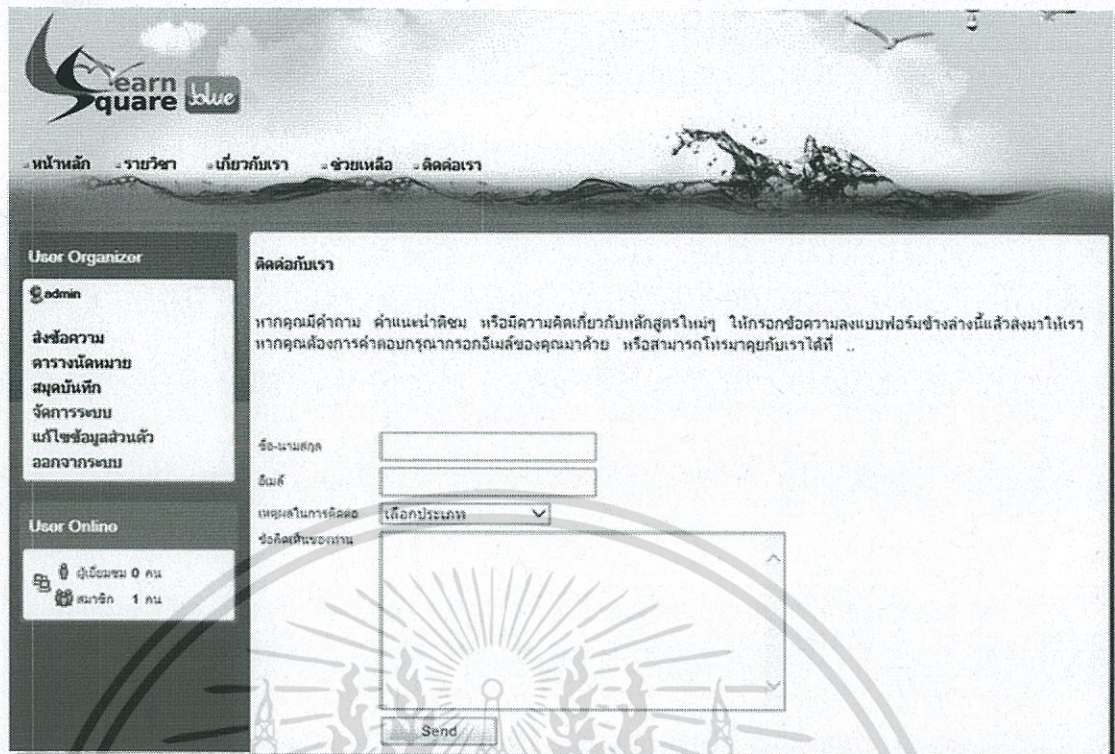 Learn
Square blue
หน้าหลัก รายวิชา เกี่ยวกับเรา ช่วยเหลือ ติดต่อเรา
User Organizer
admin
ส่งข้อความ
ตารางนัดหมาย
สมุดบันทึก
จัดการระบบ
แก้ไขข้อมูลส่วนตัว
ออกจากระบบ
User Online
ผู้เยี่ยมชม 0 คน
สมาชิก 1 คน
ติดต่อกับเรา
หากคุณมีคำถาม คำแนะนำติชม หรือมีความคิดเกี่ยวกับหลักสูตรใหม่ๆ ให้กรอกข้อความลงแบบฟอร์มข้างล่างนี้แล้วส่งมาให้เรา
หากคุณต้องการคำตอบกรุณากรอกอีเมล์ของคุณมาด้วย หรือสามารถโทรมาคุยกับเราได้ที่ ..
ชื่อ-นามสกุล
อีเมล์
เหตุผลในการติดต่อ เลือกประเภท
ข้อคิดเห็นของท่าน
Send